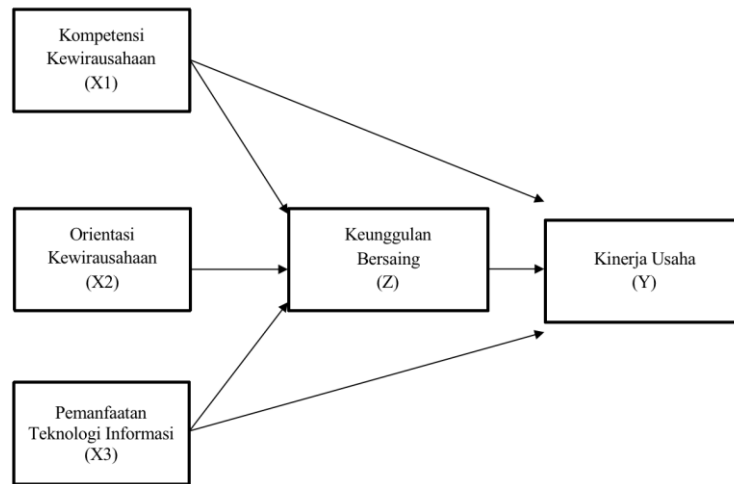 Kompetensi
Kewirausahaan
(X1)
Orientasi
Kewirausahaan
(X2)
Keunggulan
Bersaing
(Z)
Kinerja Usaha
(Y)
Pemanfaatan
Teknologi Informasi
(X3)